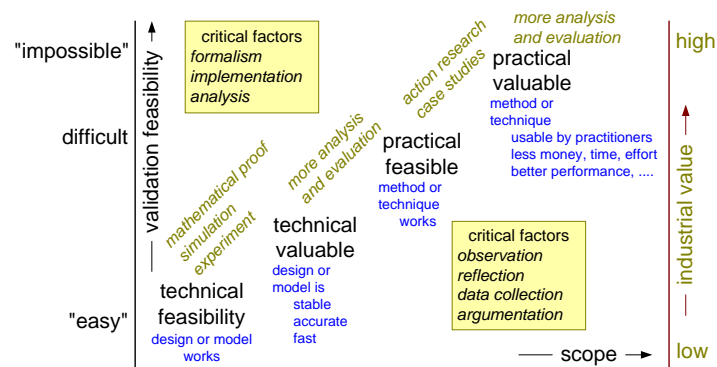 "impossible"
difficult
"easy"
validation feasibility
critical factors
formalism
implementation
analysis
mathematical proof
simulation
experiment
technical
feasibility
design or model
works
more analysis
and evaluation
technical
valuable
design or
model is
stable
accurate
fast
action research
case studies
practical
feasible
method or
technique
works
more analysis
and evaluation
practical
valuable
method or
technique
usable by practitioners
less money, time, effort
better performance, ....
critical factors
observation
reflection
data collection
argumentation
scope
high
industrial value
low